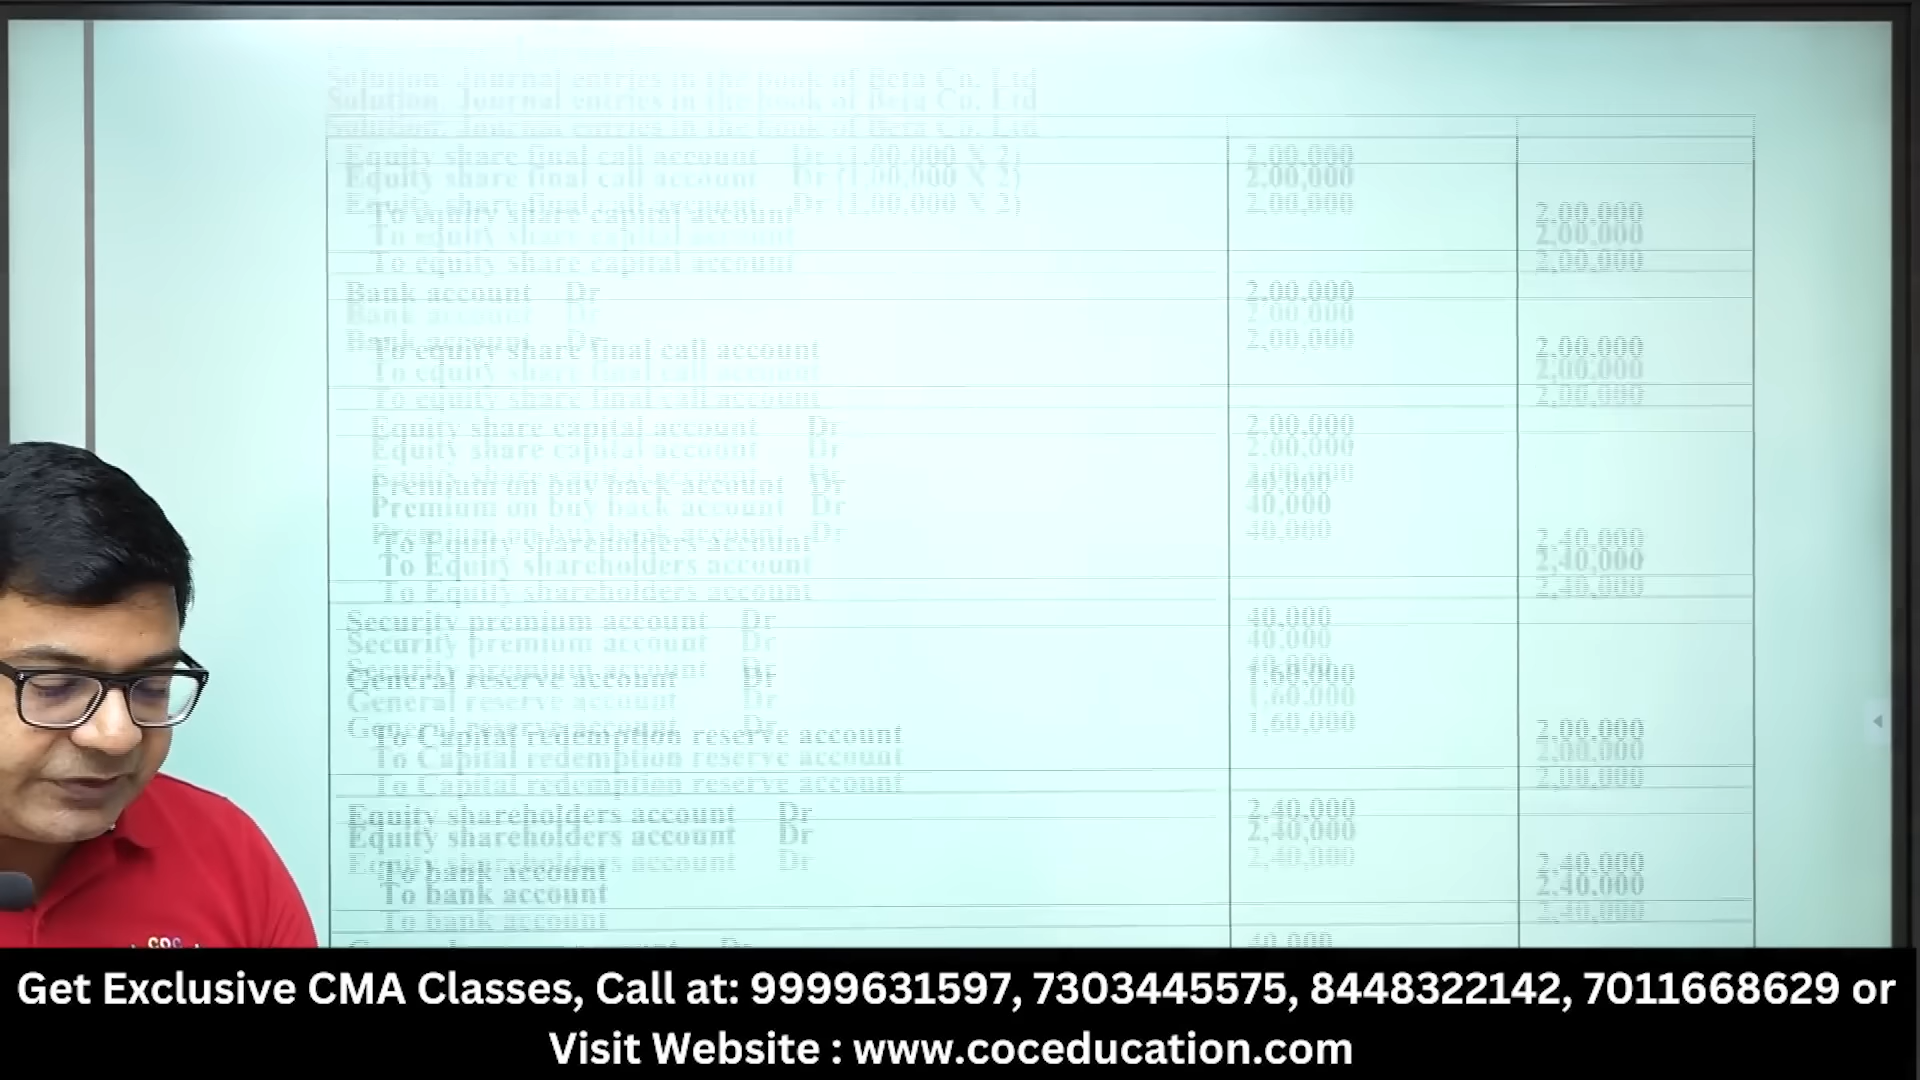 Solution: Journal entries in the book of Beta Co. Ltd
Equity share final call account Dr (1,00,000 X 2) 2,00,000
To equity share capital account 2,00,000
Bank account Dr 2,00,000
To equity share final call account 2,00,000
Equity share capital account Dr 2,00,000
Premium on buy back account Dr 40,000
To Equity shareholders account 2,40,000
Security premium account Dr 40,000
General reserve account Dr 1,60,000
To Capital redemption reserve account 2,00,000
Equity shareholders account Dr 2,40,000
To bank account 2,40,000
Dr 40,000
COC
Get Exclusive CMA Classes, Call at: 9999631597, 7303445575, 8448322142, 7011668629 or
Visit Website : www.coceducation.com